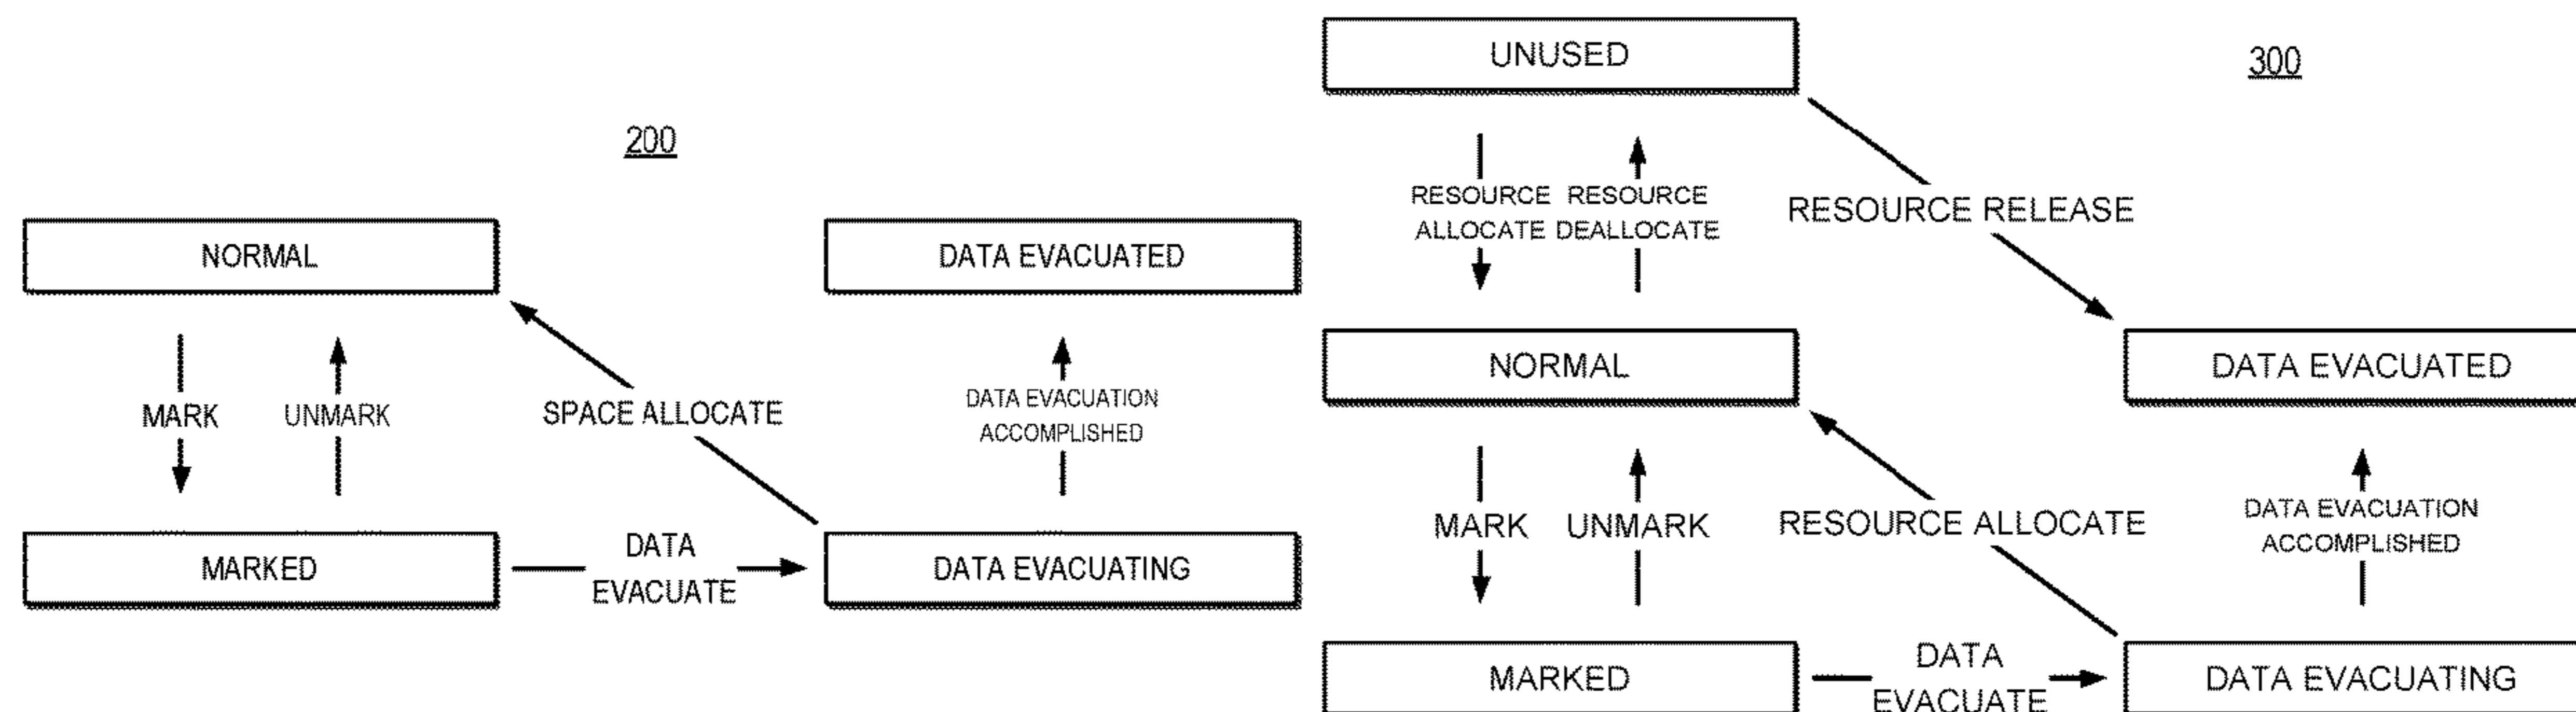 200
NORMAL
DATA EVACUATED
MARK
UNMARK
SPACE ALLOCATE
DATA EVACUATION
ACCOMPLISHED
MARKED
DATA
EVACUATE
DATA EVACUATING
300
UNUSED
RESOURCE
ALLOCATE
RESOURCE
DEALLOCATE
RESOURCE RELEASE
NORMAL
DATA EVACUATED
MARK
UNMARK
RESOURCE ALLOCATE
DATA EVACUATION
ACCOMPLISHED
MARKED
DATA
EVACUATE
DATA EVACUATING